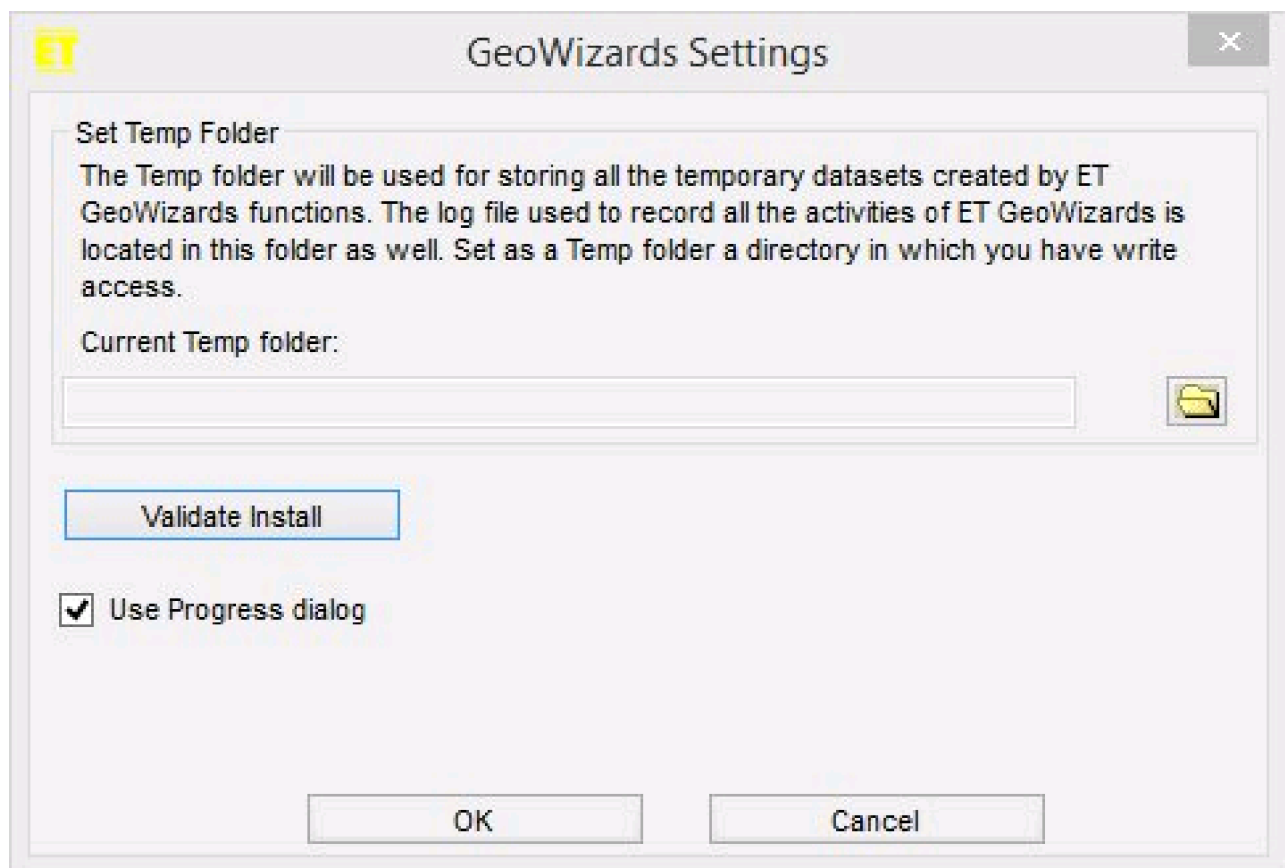 ET
GeoWizards Settings
Set Temp Folder
The Temp folder will be used for storing all the temporary datasets created by ET
GeoWizards functions. The log file used to record all the activities of ET GeoWizards is
located in this folder as well. Set as a Temp folder a directory in which you have write
access.
Current Temp folder:
Validate Install
Use Progress dialog
OK
Cancel